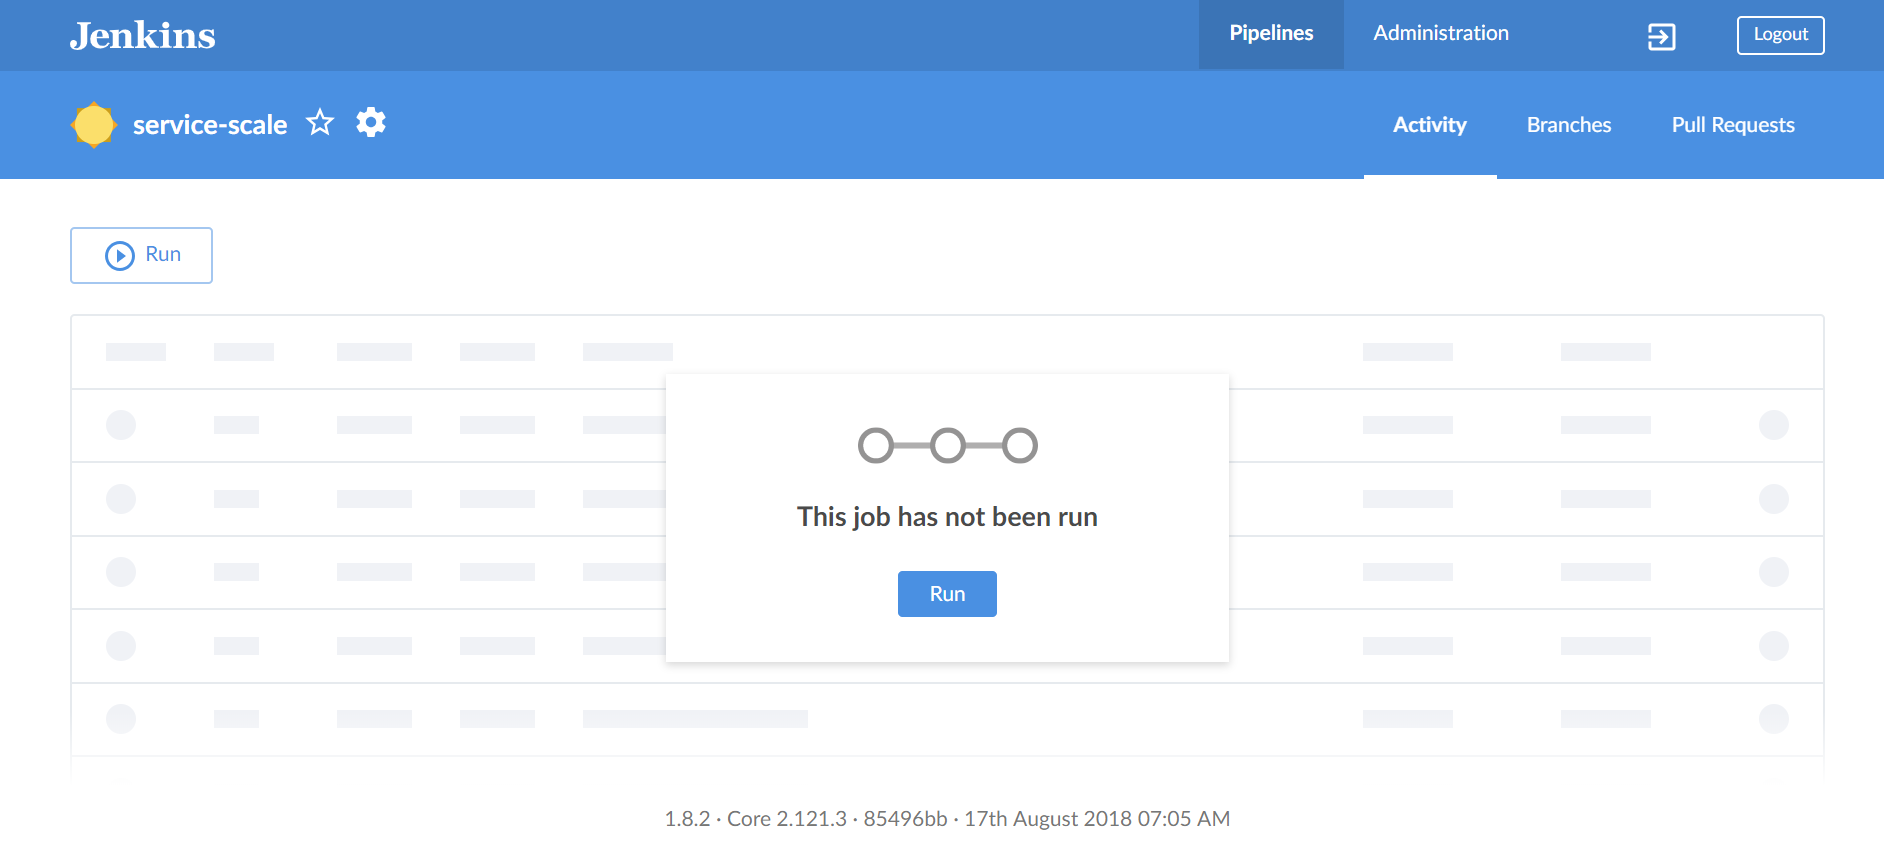 Jenkins
Pipelines
Administration
Logout
service-scale
Activity
Branches
Pull Requests
Run
This job has not been run
Run
1.8.2 · Core 2.121.3 · 85496bb · 17th August 2018 07:05 AM